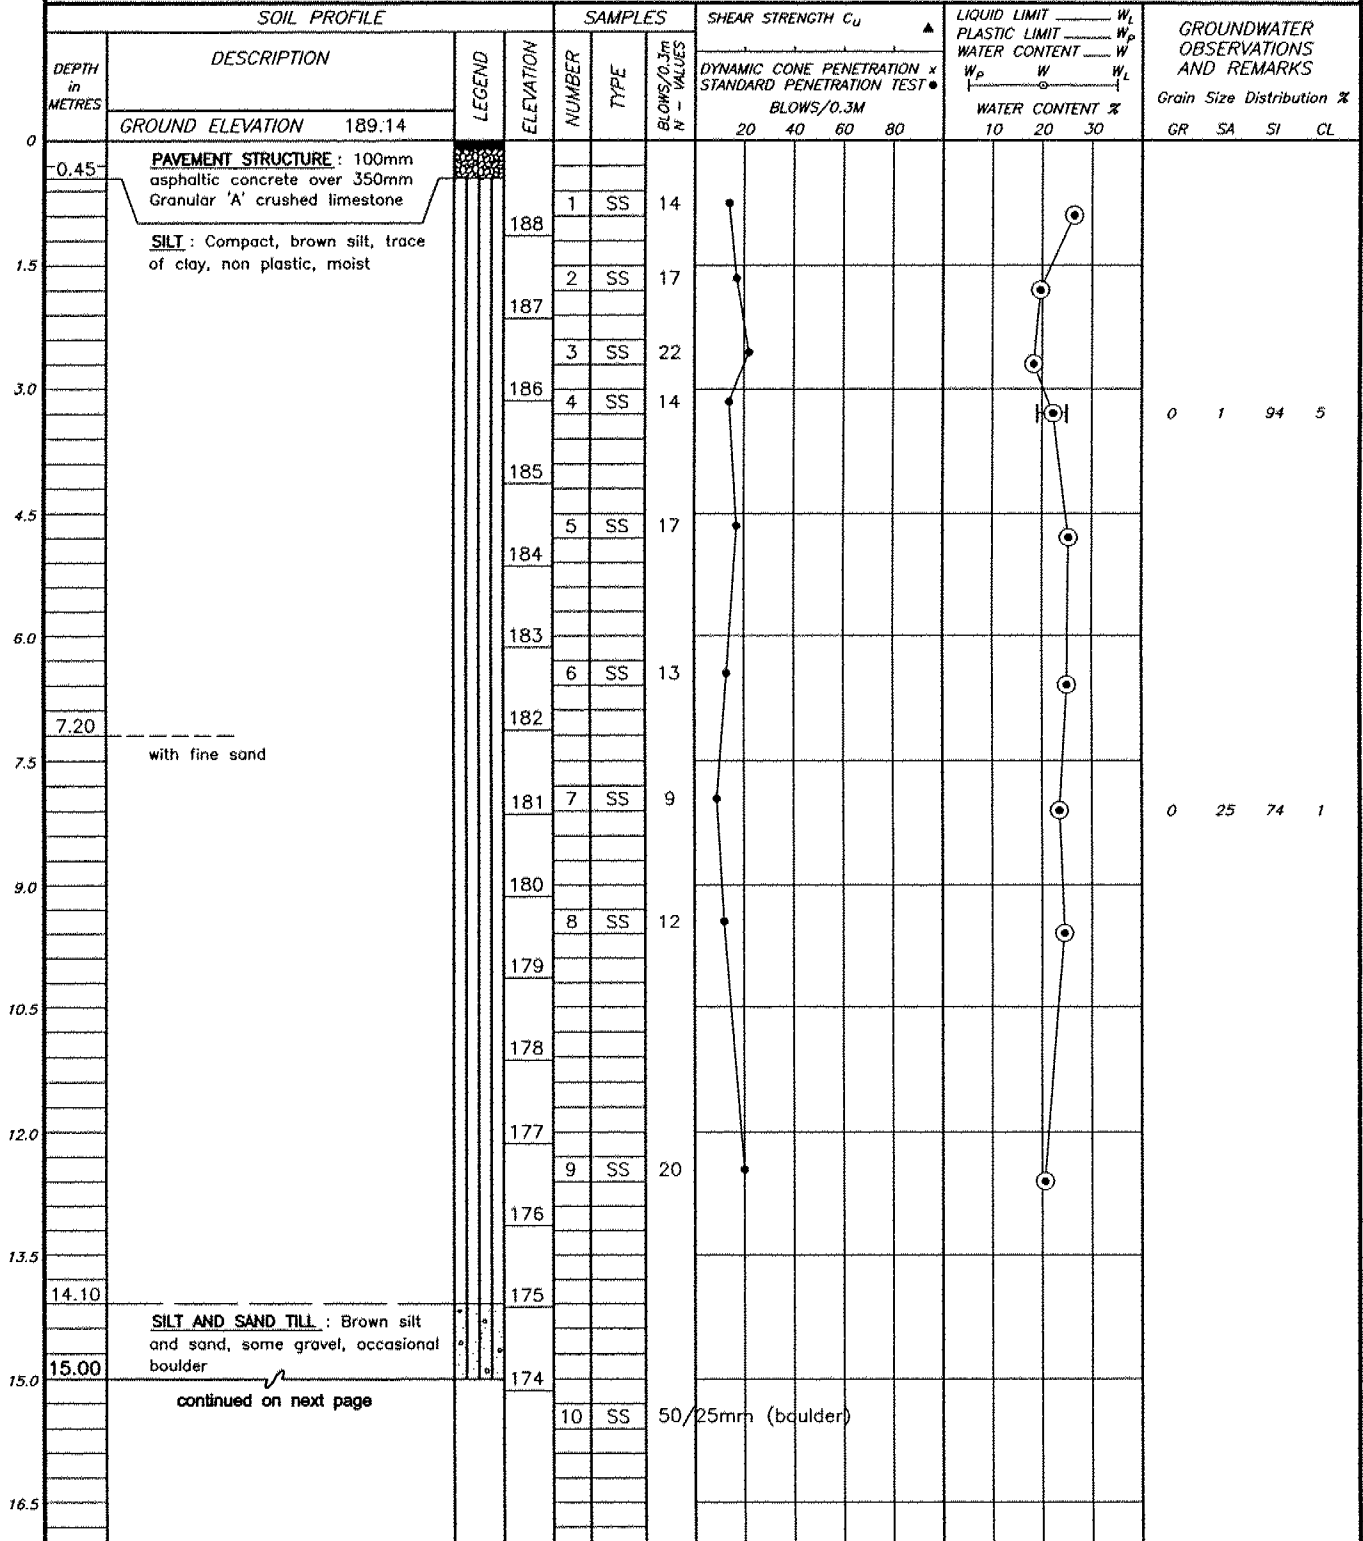 SOIL PROFILE
SAMPLES
SHEAR STRENGTH Cu ▲
LIQUID LIMIT ______ WL
PLASTIC LIMIT ______ WP
WATER CONTENT ____ W
WP W WL
WATER CONTENT %
10 20 30
GROUNDWATER
OBSERVATIONS
AND REMARKS
Grain Size Distribution %
GR SA SI CL
DEPTH
in
METRES
DESCRIPTION
LEGEND
ELEVATION
NUMBER
TYPE
BLOWS/0.3m
N - VALUES
DYNAMIC CONE PENETRATION x
STANDARD PENETRATION TEST ●
BLOWS/0.3M
20 40 60 80
GROUND ELEVATION 189.14
0
0.45
PAVEMENT STRUCTURE : 100mm
asphaltic concrete over 350mm
Granular 'A' crushed limestone
1 SS 14
188
SILT : Compact, brown silt, trace
of clay, non plastic, moist
1.5
2 SS 17
187
3 SS 22
3.0
186
4 SS 14
0 1 94 5
185
4.5
5 SS 17
184
6.0
183
6 SS 13
182
7.20
with fine sand
7.5
181
7 SS 9
0 25 74 1
9.0
180
8 SS 12
179
10.5
178
12.0
177
9 SS 20
176
13.5
14.10
175
SILT AND SAND TILL : Brown silt
and sand, some gravel, occasional
boulder
15.00
15.0
174
continued on next page
10 SS 50/25mm (boulder)
16.5